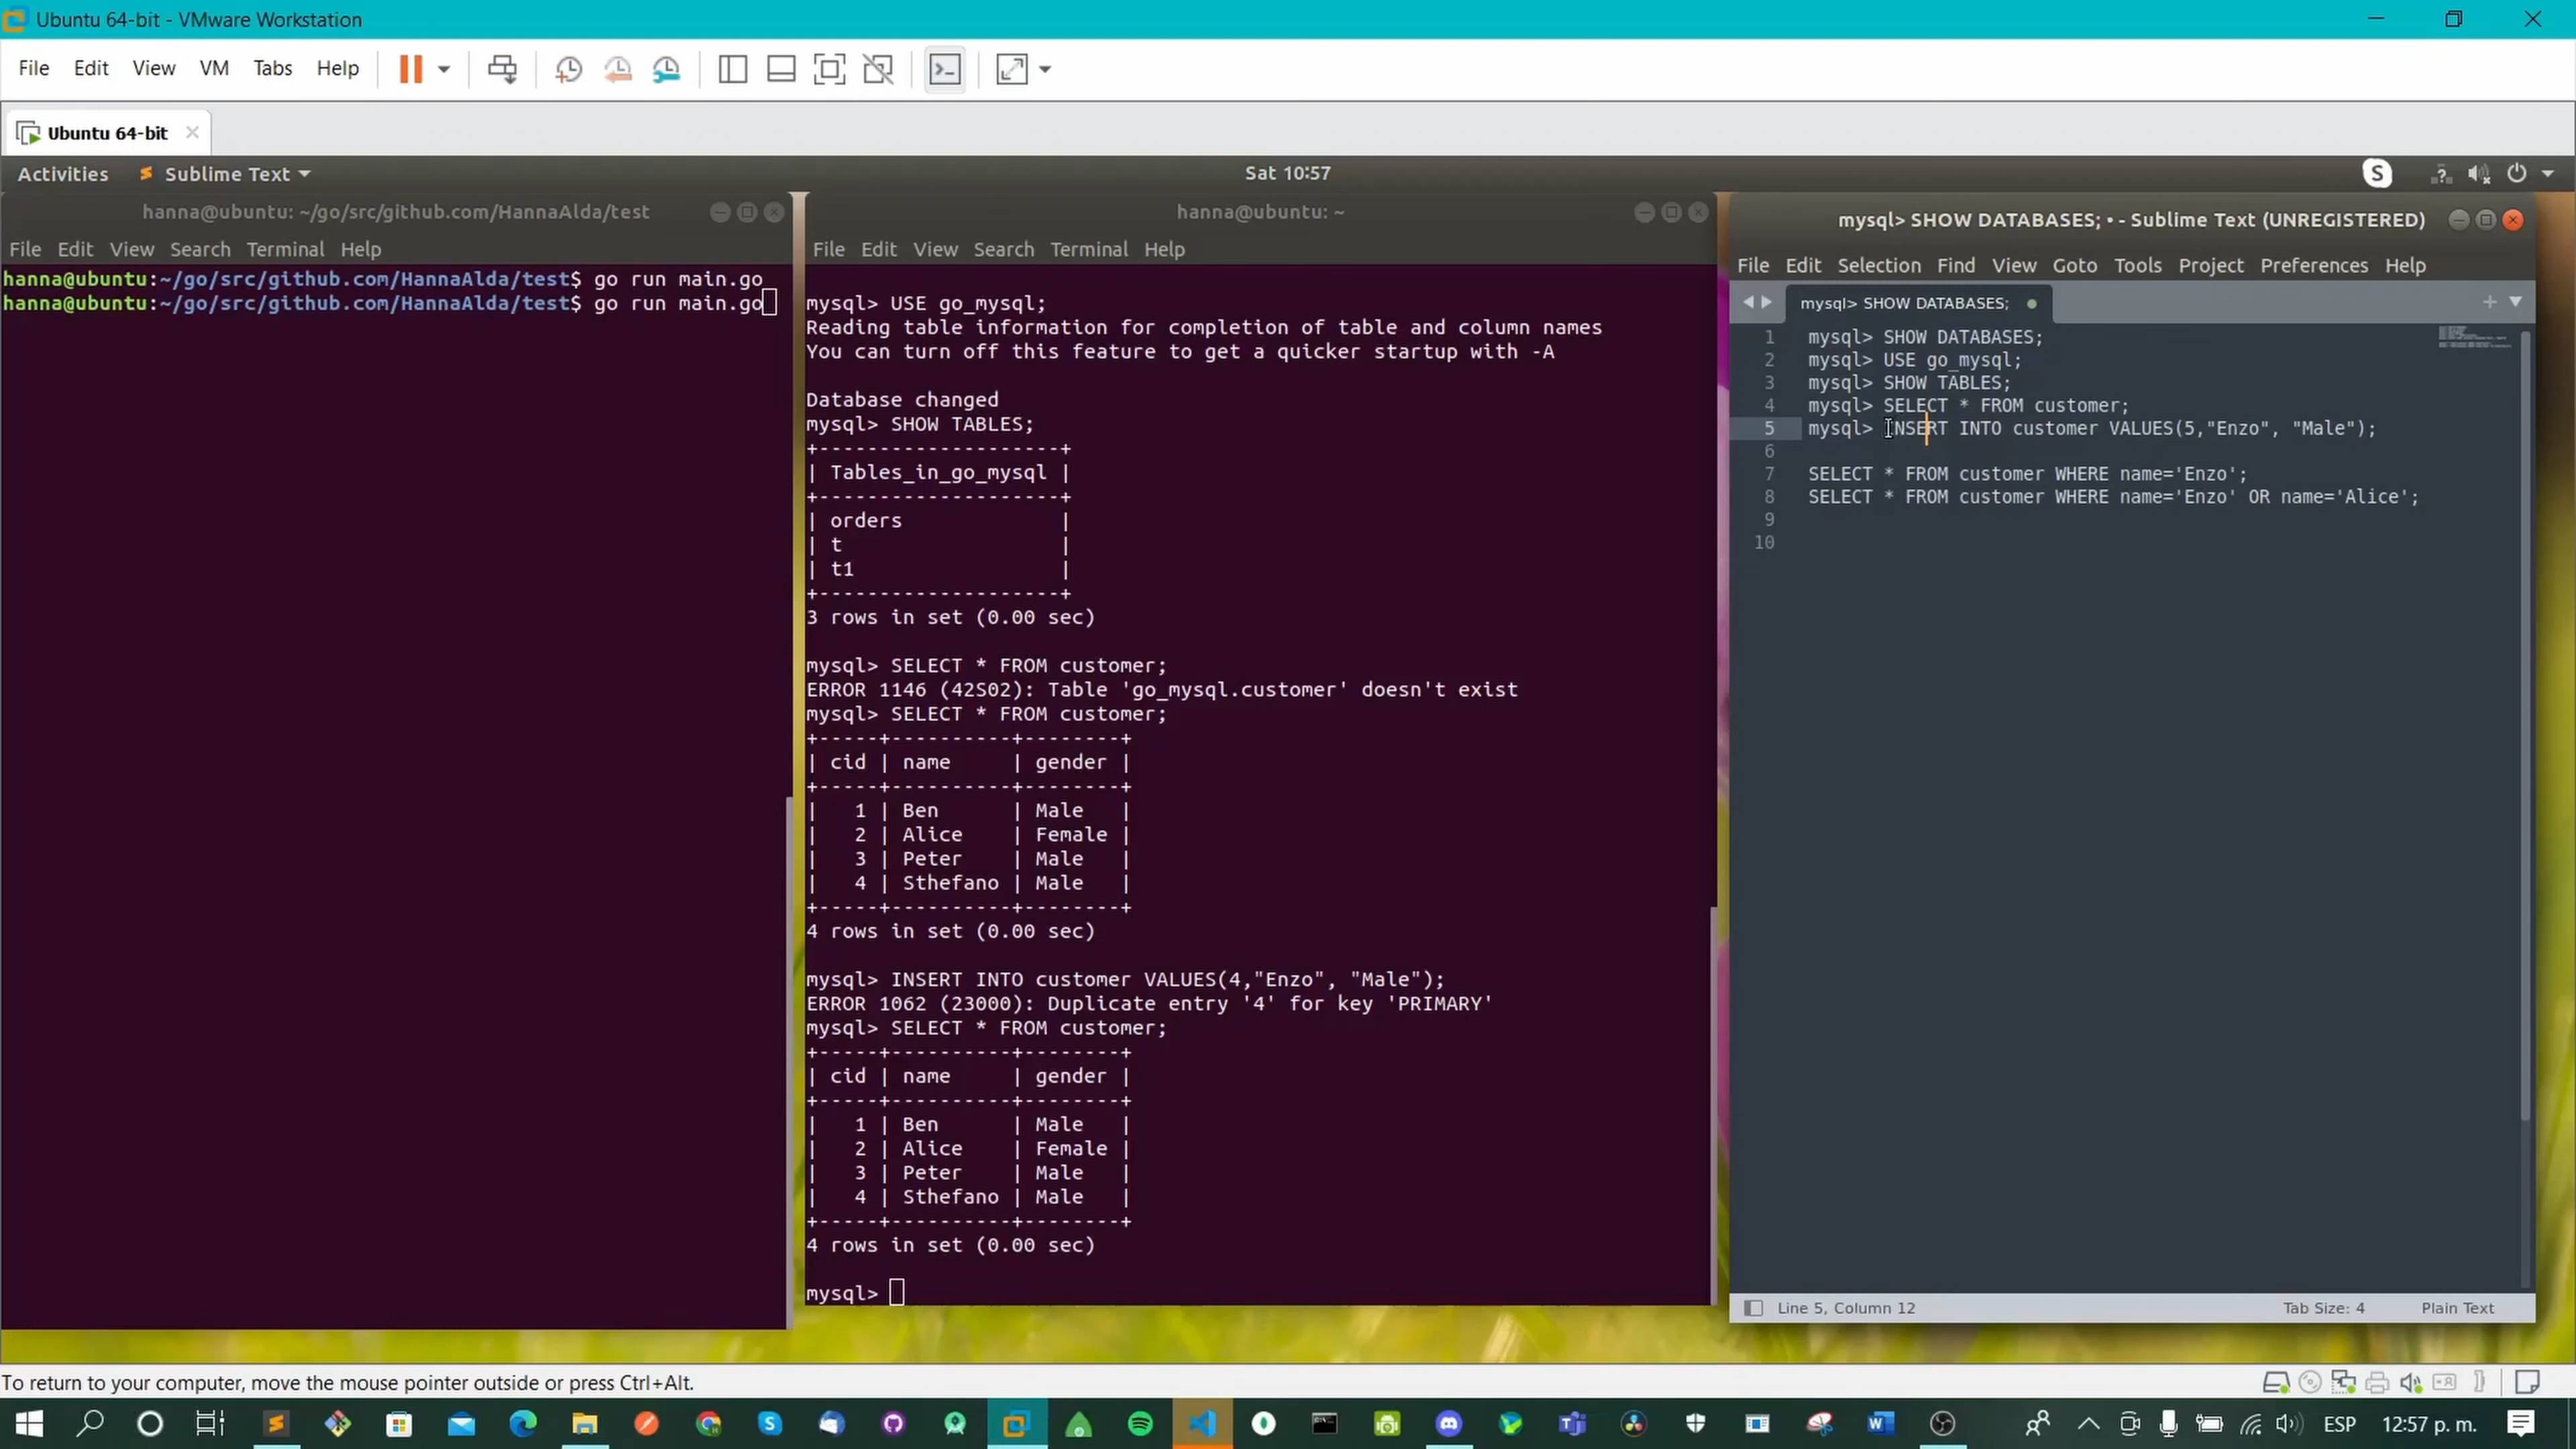 Ubuntu 64-bit - VMware Workstation
File Edit View VM Tabs Help
Ubuntu 64-bit
Activities Sublime Text Sat 10:57
hanna@ubuntu: ~/go/src/github.com/HannaAlda/test
File Edit View Search Terminal Help
hanna@ubuntu:~/go/src/github.com/HannaAlda/test$ go run main.go
hanna@ubuntu:~/go/src/github.com/HannaAlda/test$ go run main.go
hanna@ubuntu: ~
File Edit View Search Terminal Help
mysql> USE go_mysql;
Reading table information for completion of table and column names
You can turn off this feature to get a quicker startup with -A
Database changed
mysql> SHOW TABLES;
+--------------------+
| Tables_in_go_mysql |
+--------------------+
| orders             |
| t                  |
| t1                 |
+--------------------+
3 rows in set (0.00 sec)
mysql> SELECT * FROM customer;
ERROR 1146 (42S02): Table 'go_mysql.customer' doesn't exist
mysql> SELECT * FROM customer;
+-----+----------+--------+
| cid | name     | gender |
+-----+----------+--------+
|   1 | Ben      | Male   |
|   2 | Alice    | Female |
|   3 | Peter    | Male   |
|   4 | Sthefano | Male   |
+-----+----------+--------+
4 rows in set (0.00 sec)
mysql> INSERT INTO customer VALUES(4,"Enzo", "Male");
ERROR 1062 (23000): Duplicate entry '4' for key 'PRIMARY'
mysql> SELECT * FROM customer;
+-----+----------+--------+
| cid | name     | gender |
+-----+----------+--------+
|   1 | Ben      | Male   |
|   2 | Alice    | Female |
|   3 | Peter    | Male   |
|   4 | Sthefano | Male   |
+-----+----------+--------+
4 rows in set (0.00 sec)
mysql>
mysql> SHOW DATABASES; • - Sublime Text (UNREGISTERED)
File Edit Selection Find View Goto Tools Project Preferences Help
mysql> SHOW DATABASES;
1 mysql> SHOW DATABASES;
2 mysql> USE go_mysql;
3 mysql> SHOW TABLES;
4 mysql> SELECT * FROM customer;
5 mysql> INSERT INTO customer VALUES(5,"Enzo", "Male");
6
7 SELECT * FROM customer WHERE name='Enzo';
8 SELECT * FROM customer WHERE name='Enzo' OR name='Alice';
9
10
Line 5, Column 12 Tab Size: 4 Plain Text
To return to your computer, move the mouse pointer outside or press Ctrl+Alt.
ESP 12:57 p. m.